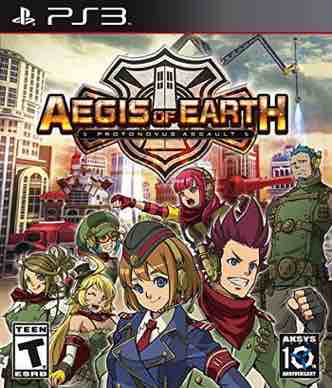 PS3
AEGIS OF EARTH
PROTONOVUS ASSAULT
TEEN
T
ESRB
AKSYS
10
ANNIVERSARY